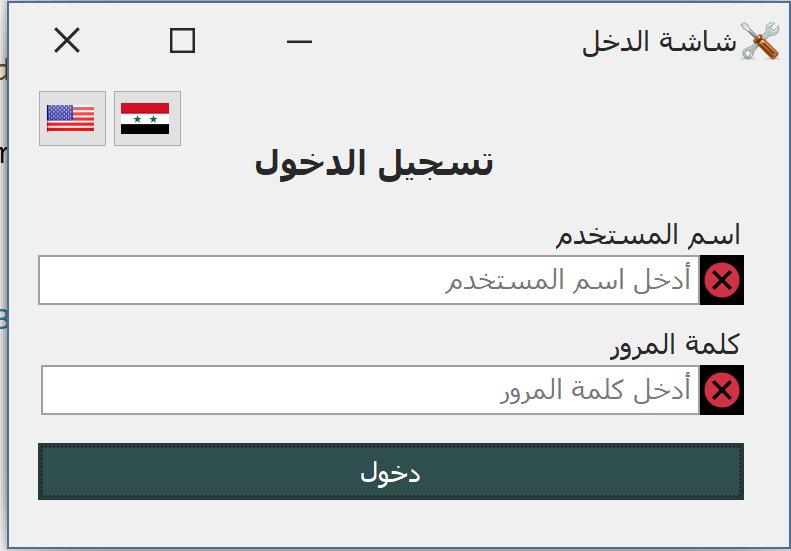 شاشة الدخل
تسجيل الدخول
اسم المستخدم
أدخل اسم المستخدم
كلمة المرور
أدخل كلمة المرور
دخول